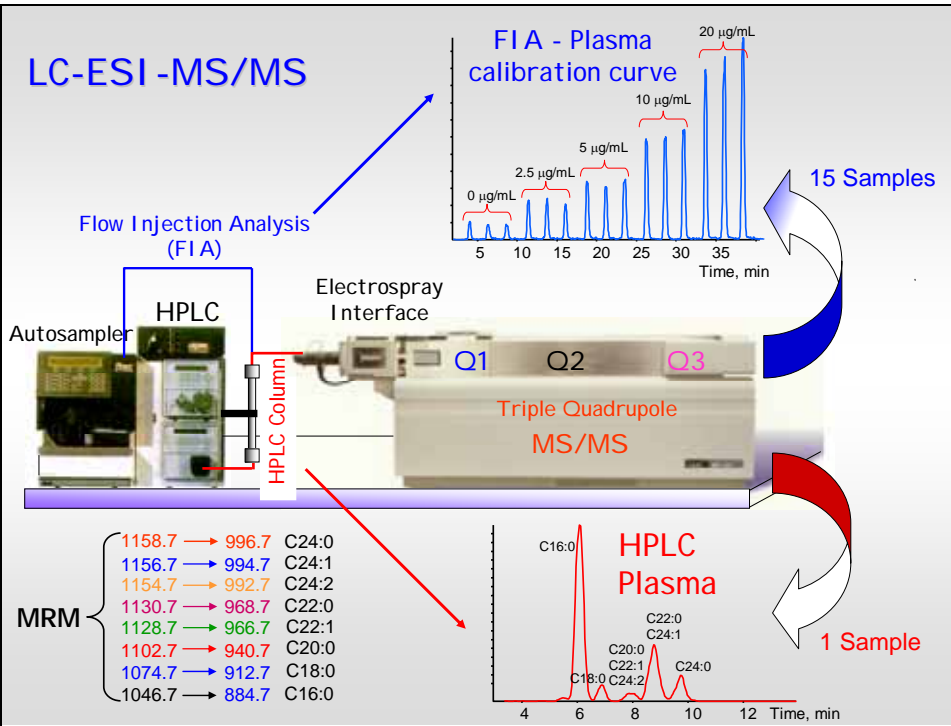 LC-ESI-MS/MS
FIA - Plasma
calibration curve
20 µg/mL
10 µg/mL
5 µg/mL
2.5 µg/mL
0 µg/mL
5 10 15 20 25 30 35
Time, min
15 Samples
Flow Injection Analysis
(FIA)
Electrospray
Interface
HPLC
Autosampler
HPLC Column
Q1 Q2 Q3
Triple Quadrupole
MS/MS
MRM
1158.7 → 996.7 C24:0
1156.7 → 994.7 C24:1
1154.7 → 992.7 C24:2
1130.7 → 968.7 C22:0
1128.7 → 966.7 C22:1
1102.7 → 940.7 C20:0
1074.7 → 912.7 C18:0
1046.7 → 884.7 C16:0
HPLC
Plasma
C16:0
C18:0
C20:0
C22:1
C24:2
C22:0
C24:1
C24:0
4 6 8 10 12 Time, min
1 Sample